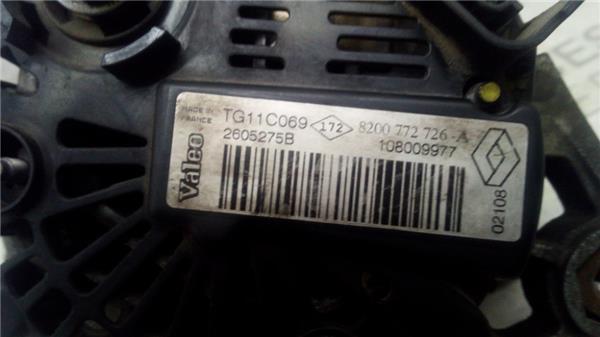 MADE IN FRANCE TG11C069 172 8200 772 726-A
2605275B 108009977
Valeo
02108